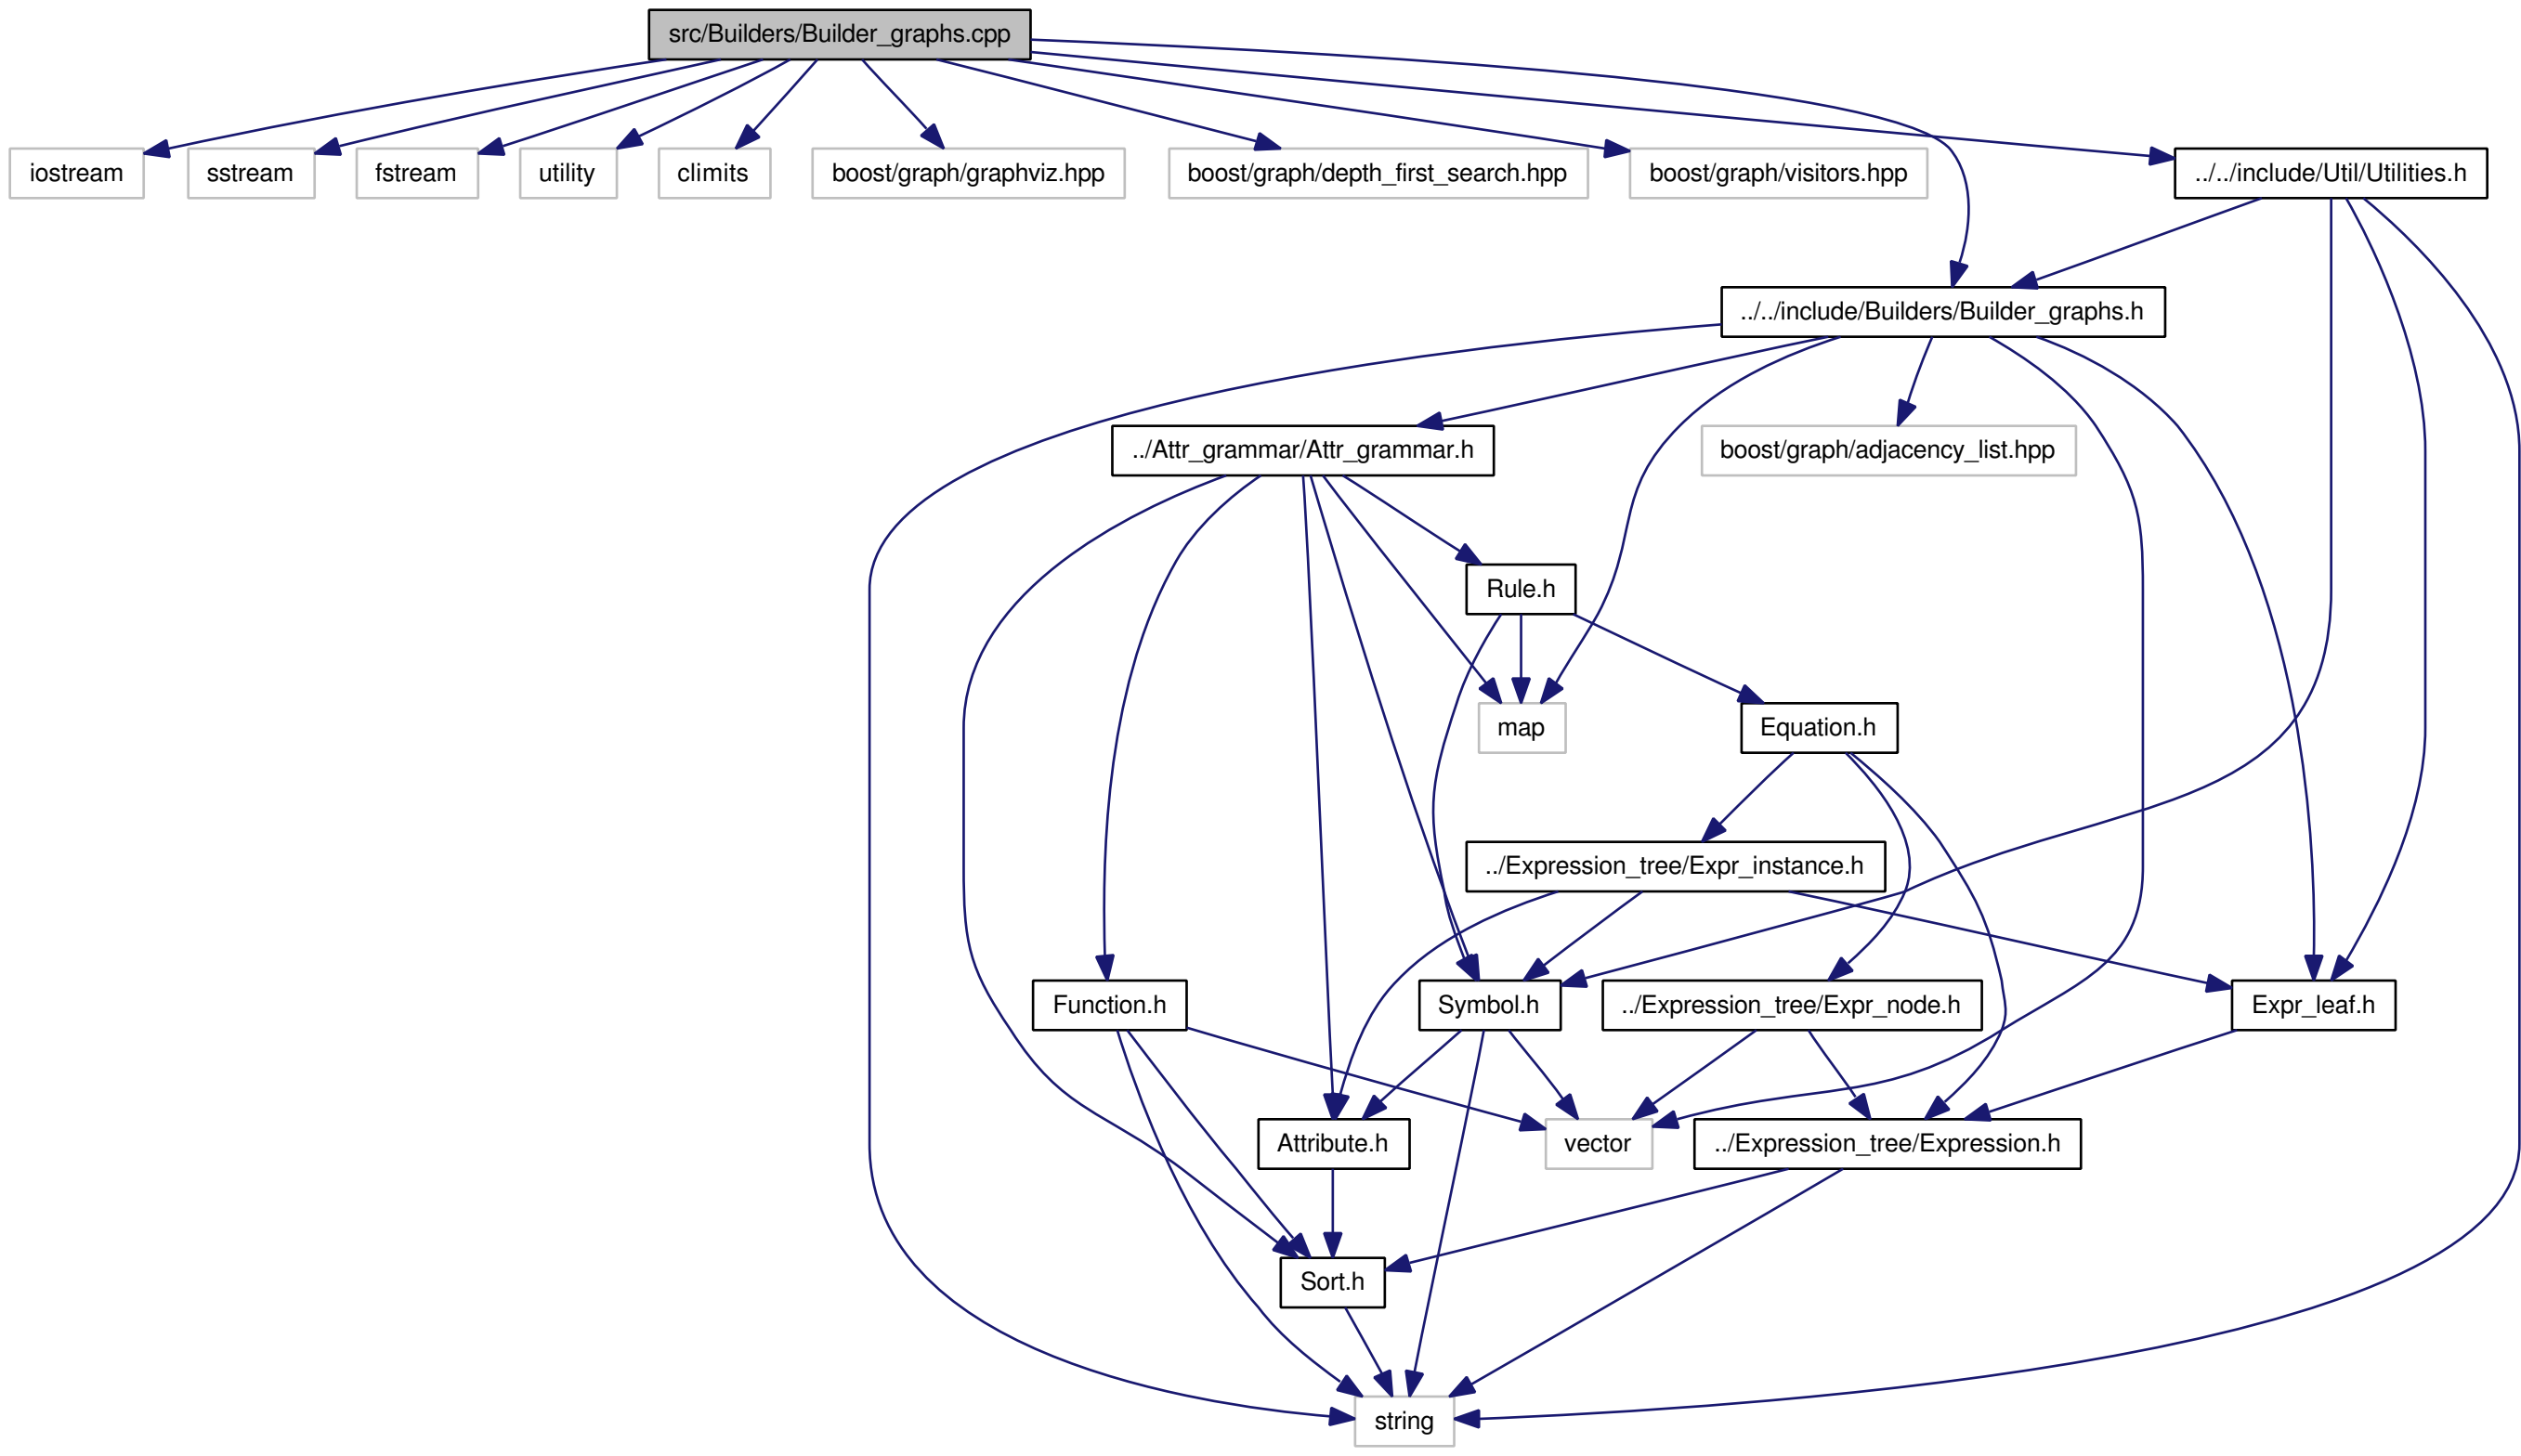 src/Builders/Builder_graphs.cpp
iostream
sstream
fstream
utility
climits
boost/graph/graphviz.hpp
boost/graph/depth_first_search.hpp
boost/graph/visitors.hpp
../../include/Util/Utilities.h
../../include/Builders/Builder_graphs.h
../Attr_grammar/Attr_grammar.h
boost/graph/adjacency_list.hpp
Rule.h
map
Equation.h
../Expression_tree/Expr_instance.h
Function.h
Symbol.h
../Expression_tree/Expr_node.h
Expr_leaf.h
Attribute.h
vector
../Expression_tree/Expression.h
Sort.h
string